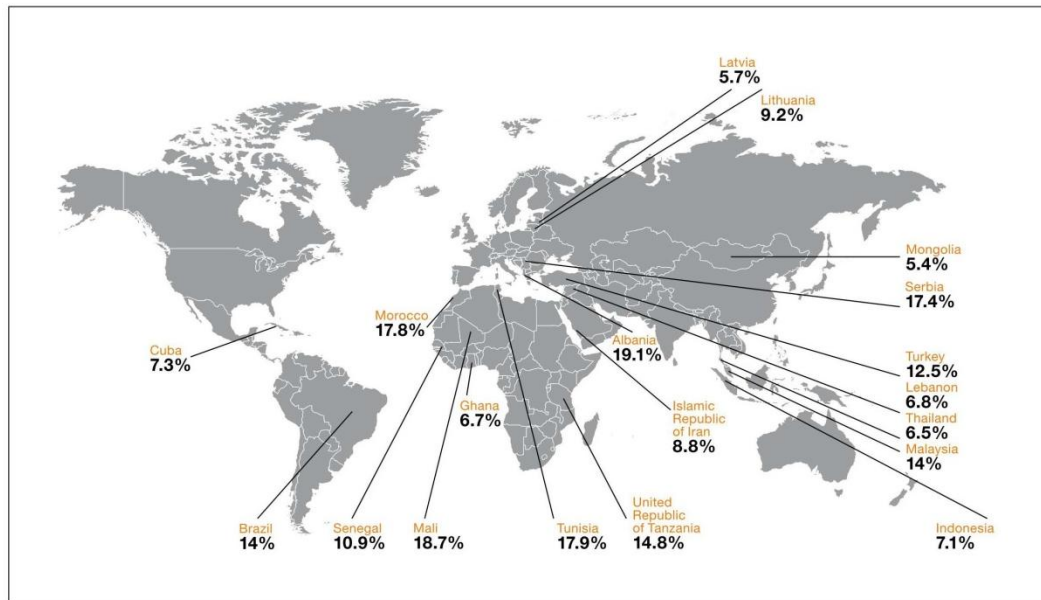 Latvia
5.7%
Lithuania
9.2%
Mongolia
5.4%
Serbia
17.4%
Morocco
17.8%
Albania
19.1%
Cuba
7.3%
Turkey
12.5%
Lebanon
6.8%
Thailand
6.5%
Malaysia
14%
Ghana
6.7%
Islamic
Republic
of Iran
8.8%
Brazil
14%
Senegal
10.9%
Mali
18.7%
Tunisia
17.9%
United
Republic
of Tanzania
14.8%
Indonesia
7.1%